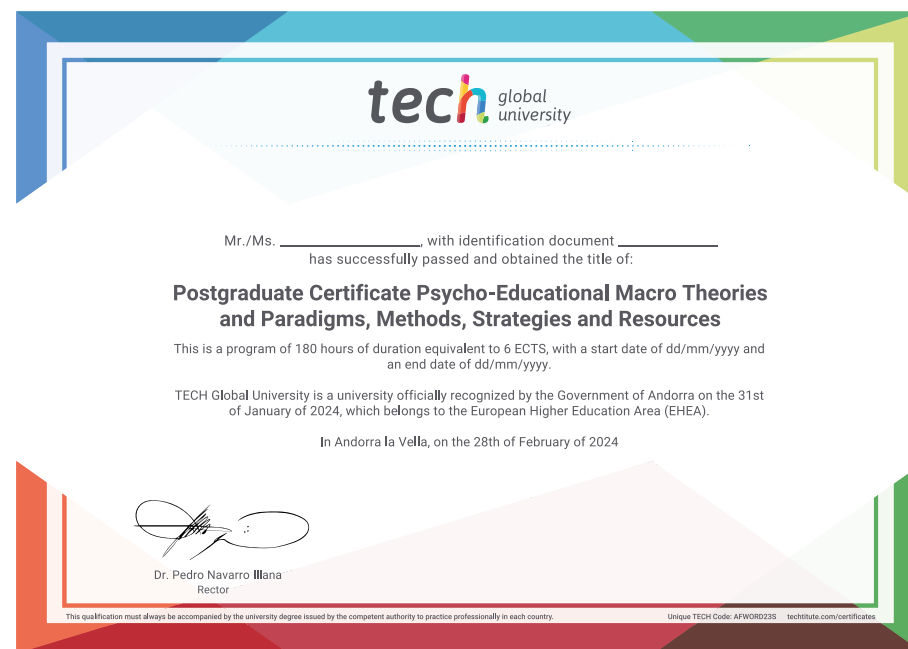 tech global university
Mr./Ms. ____________________, with identification document ______________
has successfully passed and obtained the title of:
Postgraduate Certificate Psycho-Educational Macro Theories
and Paradigms, Methods, Strategies and Resources
This is a program of 180 hours of duration equivalent to 6 ECTS, with a start date of dd/mm/yyyy and
an end date of dd/mm/yyyy.
TECH Global University is a university officially recognized by the Government of Andorra on the 31st
of January of 2024, which belongs to the European Higher Education Area (EHEA).
In Andorra la Vella, on the 28th of February of 2024
Dr. Pedro Navarro Illana
Rector
This qualification must always be accompanied by the university degree issued by the competent authority to practice professionally in each country.
Unique TECH Code: AFWORD23S techtitute.com/certificates